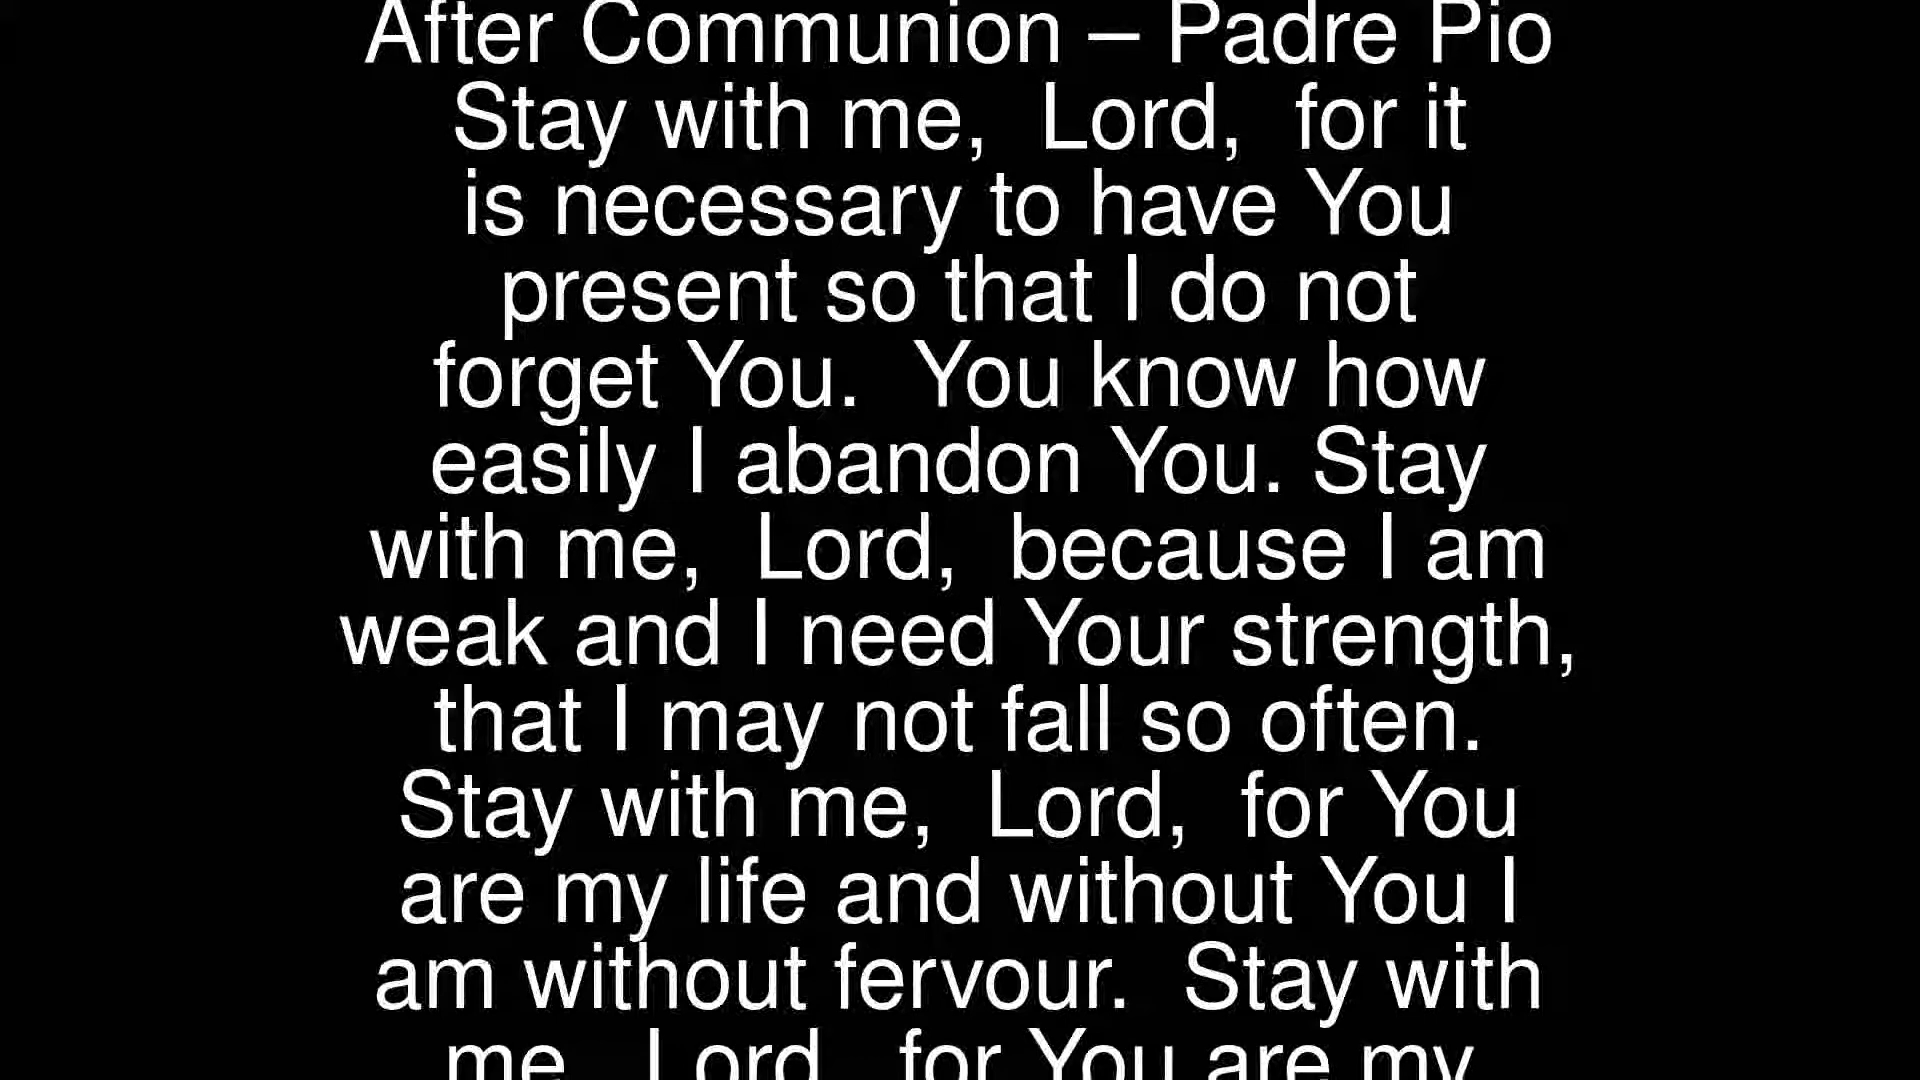 After Communion – Padre Pio
Stay with me,  Lord,  for it
is necessary to have You
present so that I do not
forget You.  You know how
easily I abandon You. Stay
with me,  Lord,  because I am
weak and I need Your strength,
that I may not fall so often.
Stay with me,  Lord,  for You
are my life and without You I
am without fervour.  Stay with
me,  Lord,  for You are my